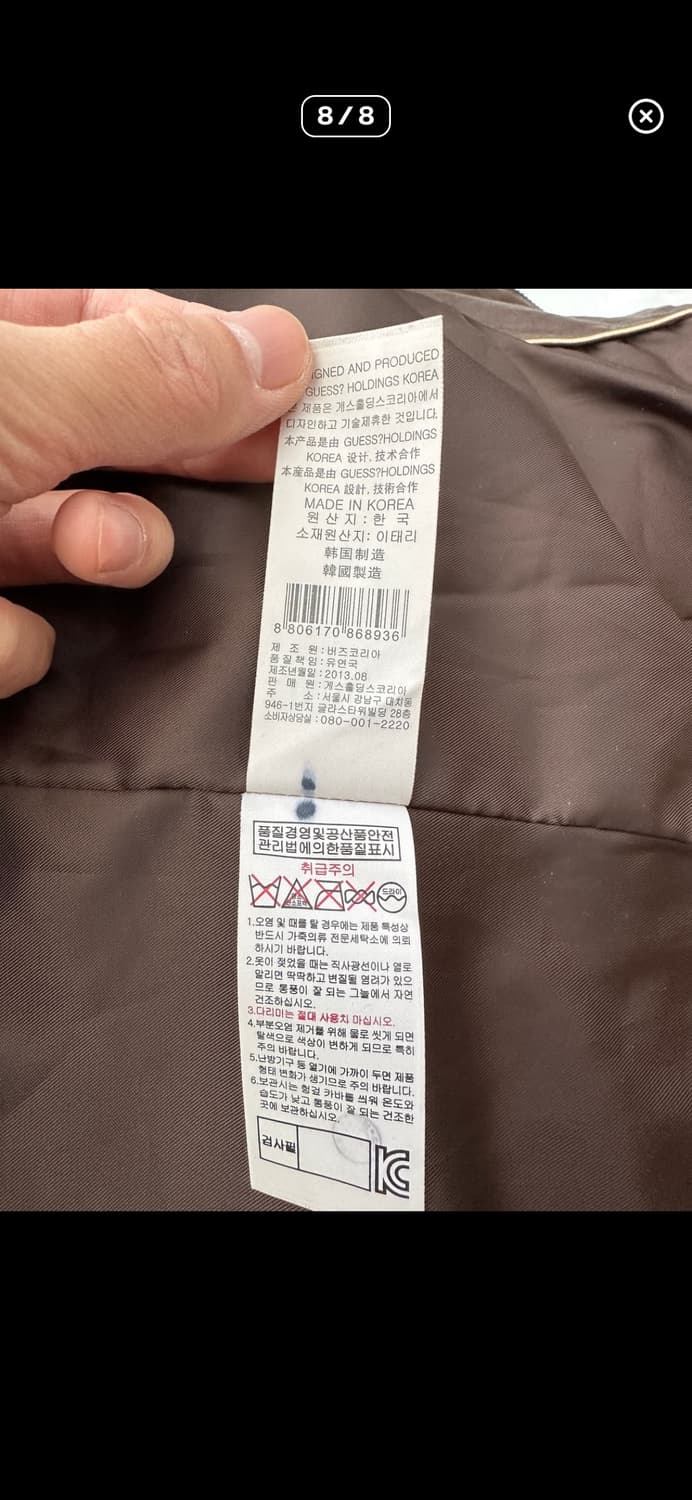 8/8
IGNED AND PRODUCED
GUESS? HOLDINGS KOREA
제품은 게스홀딩스코리아에서
디자인하고 기술제휴한 것입니다.
本产品是由 GUESS?HOLDINGS
KOREA 设计, 技术合作
本産品是由 GUESS?HOLDINGS
KOREA 設計, 技術合作
MADE IN KOREA
원 산 지 : 한 국
소재원산지: 이태리
韩国制造
韓國製造
8 806170 868936
제 조 원 : 버즈코리아
품 질 책 임 : 유연국
제조년월일 : 2013.08
판 매 원 : 게스홀딩스코리아
주 소 : 서울시 강남구 대치동
946-1번지 글라스타워빌딩 28층
소비자상담실 : 080-001-2220
품질경영및공산품안전
관리법에의한품질표시
취급주의
드라이
1.오염 및 때를 탈 경우에는 제품 특성상
반드시 가죽의류 전문세탁소에 의뢰
하시기 바랍니다.
2.옷이 젖었을 때는 직사광선이나 열로
말리면 딱딱하고 변질될 염려가 있으
므로 통풍이 잘 되는 그늘에서 자연
건조하십시오.
3.다리미는 절대 사용치 마십시오.
4.부분오염 제거를 위해 물로 씻게 되면
탈색으로 색상이 변하게 되므로 특히
주의 바랍니다.
5.난방기구 등 열기에 가까이 두면 제품
형태 변화가 생기므로 주의 바랍니다.
6.보관시는 헝겊 카바를 씌워 온도와
습도가 낮고 통풍이 잘 되는 건조한
곳에 보관하십시오.
검사필
KC